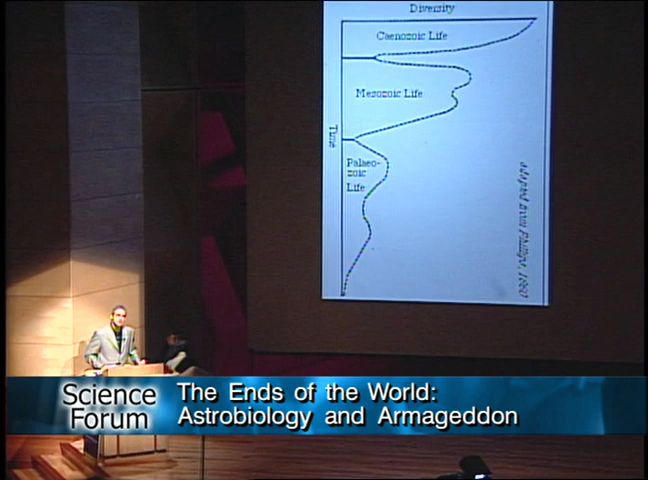 Diversity
Caenozoic Life
Mesozoic Life
Time
Palaeo-
zoic
Life
adapted from Phillips, 1860
Science
Forum
The Ends of the World:
Astrobiology and Armageddon